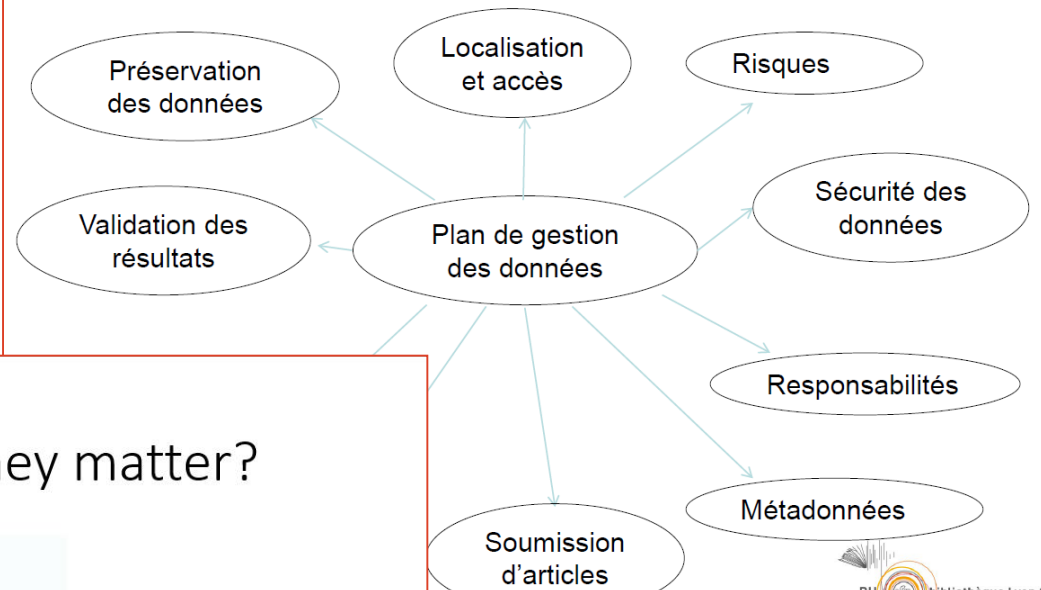 Localisation
et accès
Risques
Préservation
des données
Sécurité des
données
Validation des
résultats
Plan de gestion
des données
Responsabilités
ey matter?
Métadonnées
Soumission
d’articles